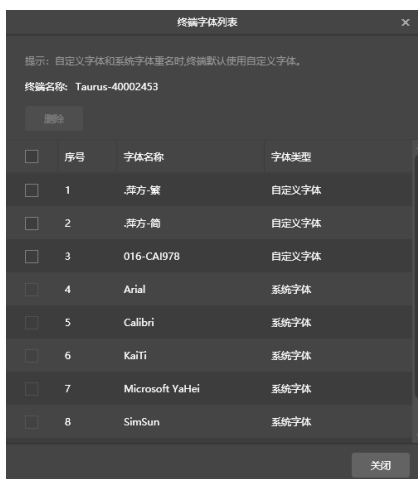 终端字体列表
提示：自定义字体和系统字体重名时,终端默认使用自定义字体。
终端名称: Taurus-40002453
删除
序号 字体名称 字体类型
1 .萍方-繁 自定义字体
2 .萍方-简 自定义字体
3 016-CAI978 自定义字体
4 Arial 系统字体
5 Calibri 系统字体
6 KaiTi 系统字体
7 Microsoft YaHei 系统字体
8 SimSun 系统字体
关闭